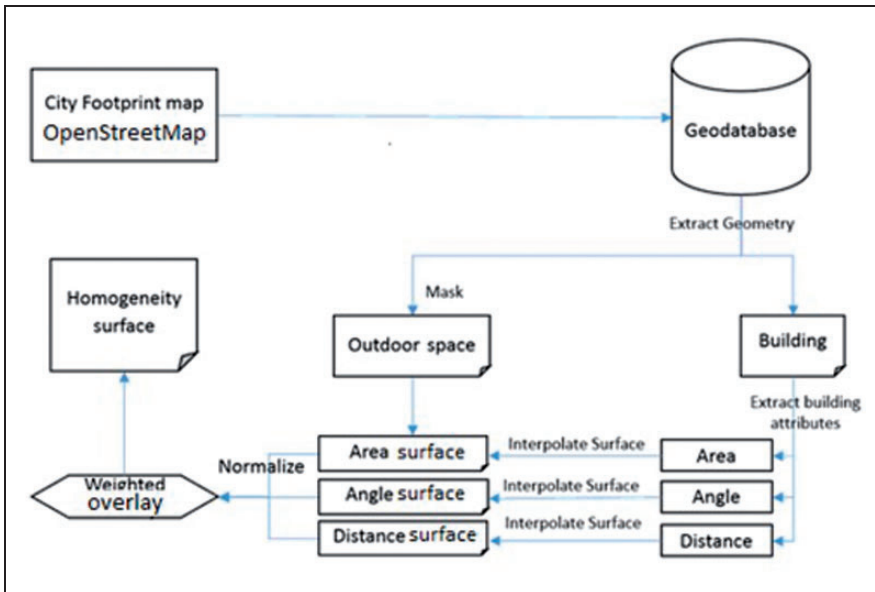 City Footprint map
OpenStreetMap
Geodatabase
Extract Geometry
Mask
Homogeneity
surface
Outdoor space
Building
Extract building
attributes
Area surface
Interpolate Surface
Area
Normalize
Weighted
overlay
Angle surface
Interpolate Surface
Angle
Distance surface
Interpolate Surface
Distance